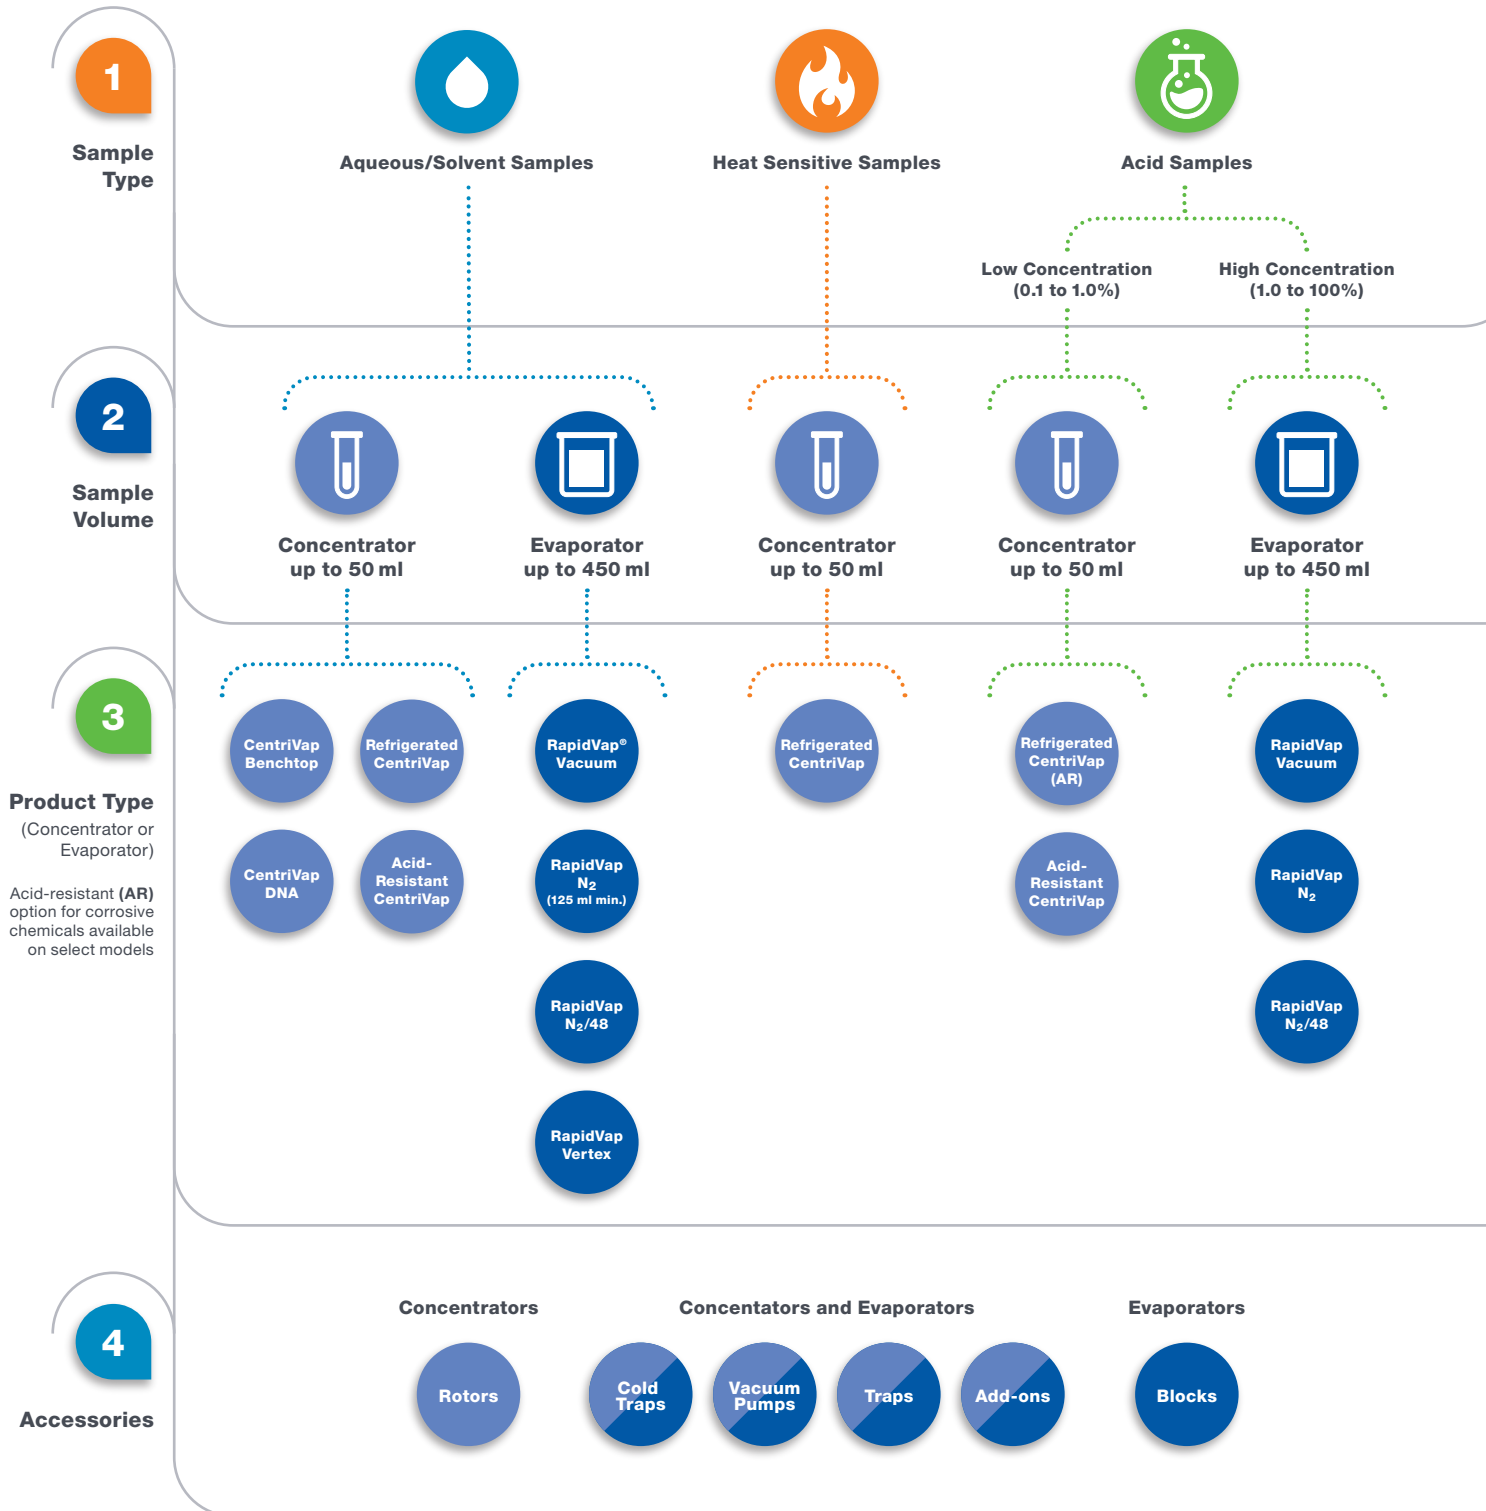 1
Sample
Type
Aqueous/Solvent Samples
Heat Sensitive Samples
Acid Samples
Low Concentration
(0.1 to 1.0%)
High Concentration
(1.0 to 100%)
2
Sample
Volume
Concentrator
up to 50 ml
Evaporator
up to 450 ml
Concentrator
up to 50 ml
Concentrator
up to 50 ml
Evaporator
up to 450 ml
3
Product Type
(Concentrator or
Evaporator)
Acid-resistant (AR)
option for corrosive
chemicals available
on select models
CentriVap
Benchtop
Refrigerated
CentriVap
CentriVap
DNA
Acid-
Resistant
CentriVap
RapidVap®
Vacuum
RapidVap
N₂
(125 ml min.)
RapidVap
N₂/48
RapidVap
Vertex
Refrigerated
CentriVap
Refrigerated
CentriVap
(AR)
Acid-
Resistant
CentriVap
RapidVap
Vacuum
RapidVap
N₂
RapidVap
N₂/48
4
Accessories
Concentrators
Rotors
Concentators and Evaporators
Cold
Traps
Vacuum
Pumps
Traps
Add-ons
Evaporators
Blocks